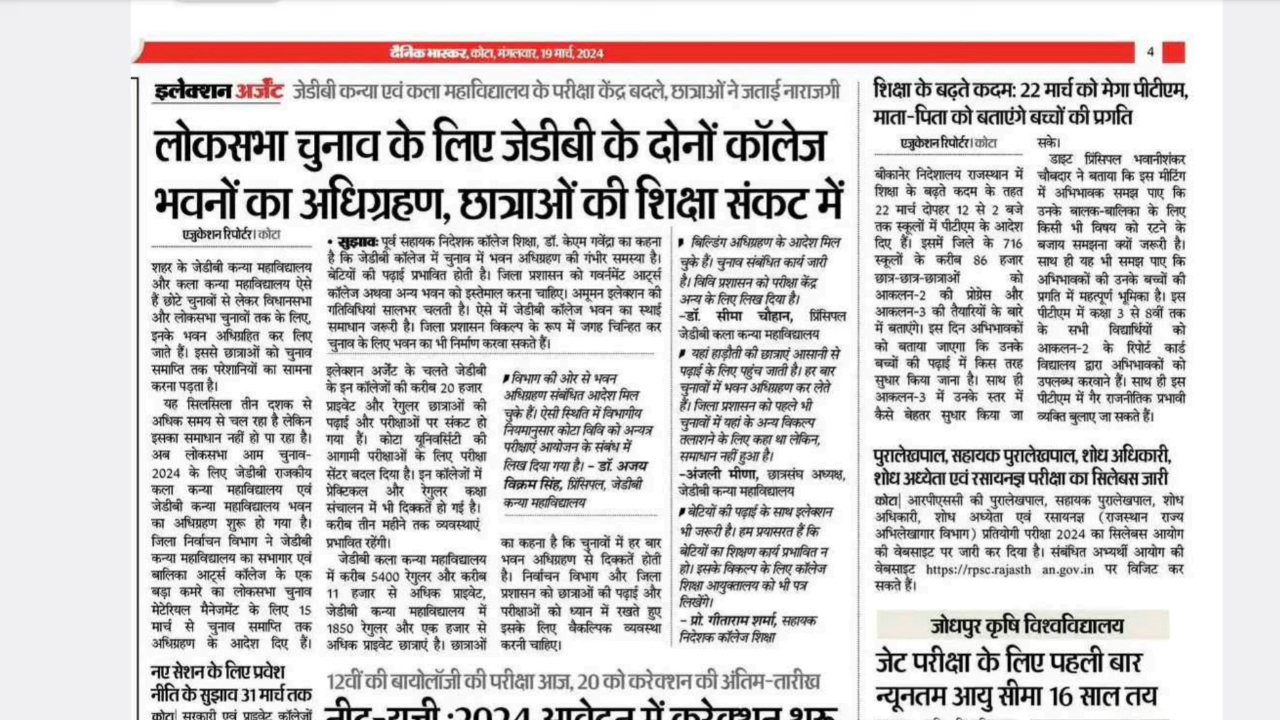 दैनिक भास्कर, कोटा, मंगलवार, 19 मार्च, 2024
4
इलेक्शन अर्जेंट जेडीबी कन्या एवं कला महाविद्यालय के परीक्षा केंद्र बदले, छात्राओं ने जताई नाराजगी
लोकसभा चुनाव के लिए जेडीबी के दोनों कॉलेज
भवनों का अधिग्रहण, छात्राओं की शिक्षा संकट में
एजुकेशन रिपोर्टर। कोटा
शहर के जेडीबी कन्या महाविद्यालय
और कला कन्या महाविद्यालय ऐसे
हैं छोटे चुनावों से लेकर विधानसभा
और लोकसभा चुनावों तक के लिए,
इनके भवन अधिग्रहित कर लिए
जाते हैं। इससे छात्राओं को चुनाव
समाप्ति तक परेशानियों का सामना
करना पड़ता है।
यह सिलसिला तीन दशक से
अधिक समय से चल रहा है लेकिन
इसका समाधान नहीं हो पा रहा है।
अब लोकसभा आम चुनाव-
2024 के लिए जेडीबी राजकीय
कला कन्या महाविद्यालय एवं
जेडीबी कन्या महाविद्यालय भवन
का अधिग्रहण शुरू हो गया है।
जिला निर्वाचन विभाग ने जेडीबी
कन्या महाविद्यालय का सभागार एवं
बालिका आर्ट्स कॉलेज के एक
बड़ा कमरे का लोकसभा चुनाव
मेटेरियल मैनेजमेंट के लिए 15
मार्च से चुनाव समाप्ति तक
अधिग्रहण के आदेश दिए हैं।
• सुझावः पूर्व सहायक निदेशक कॉलेज शिक्षा, डॉ. केएम गवेंद्रा का कहना
है कि जेडीबी कॉलेज में चुनाव में भवन अधिग्रहण की गंभीर समस्या है।
बेटियों की पढ़ाई प्रभावित होती है। जिला प्रशासन को गवर्नमेंट आर्ट्स
कॉलेज अथवा अन्य भवन को इस्तेमाल करना चाहिए। अमूमन इलेक्शन की
गतिविधियां सालभर चलती है। ऐसे में जेडीबी कॉलेज भवन का स्थाई
समाधान जरूरी है। जिला प्रशासन विकल्प के रूप में जगह चिन्हित कर
चुनाव के लिए भवन का भी निर्माण करवा सकते हैं।
इलेक्शन अर्जेंट के चलते जेडीबी
के इन कॉलेजों की करीब 20 हजार
प्राइवेट और रेगुलर छात्राओं की
पढ़ाई और परीक्षाओं पर संकट हो
गया हैं। कोटा यूनिवर्सिटी की
आगामी परीक्षाओं के लिए परीक्षा
सेंटर बदल दिया है। इन कॉलेजों में
प्रेक्टिकल और रेगुलर कक्षा
संचालन में भी दिक्कतें हो गई है।
करीब तीन महीने तक व्यवस्थाएं
प्रभावित रहेंगी।
जेडीबी कला कन्या महाविद्यालय
में करीब 5400 रेगुलर और करीब
11 हजार से अधिक प्राइवेट,
जेडीबी कन्या महाविद्यालय में
1850 रेगुलर और एक हजार से
अधिक प्राइवेट छात्राएं है। छात्राओं
विभाग की ओर से भवन
अधिग्रहण संबंधित आदेश मिल
चुके हैं। ऐसी स्थिति में विभागीय
नियमानुसार कोटा विवि को अन्यत्र
परीक्षाएं आयोजन के संबंध में
लिख दिया गया है। – डॉ. अजय
विक्रम सिंह, प्रिंसिपल, जेडीबी
कन्या महाविद्यालय
का कहना है कि चुनावों में हर बार
भवन अधिग्रहण से दिक्कतें होती
है। निर्वाचन विभाग और जिला
प्रशासन को छात्राओं की पढ़ाई और
परीक्षाओं को ध्यान में रखते हुए
इसके लिए वैकल्पिक व्यवस्था
करनी चाहिए।
बिल्डिंग अधिग्रहण के आदेश मिल
चुके हैं। चुनाव संबंधित कार्य जारी
है। विवि प्रशासन को परीक्षा केंद्र
अन्य के लिए लिख दिया है।
-डॉ. सीमा चौहान, प्रिंसिपल
जेडीबी कला कन्या महाविद्यालय
यहां हाड़ौती की छात्राएं आसानी से
पढ़ाई के लिए पहुंच जाती है। हर बार
चुनावों में भवन अधिग्रहण कर लेते
हैं। जिला प्रशासन को पहले भी
चुनावों में यहां के अन्य विकल्प
तलाशने के लिए कहा था लेकिन,
समाधान नहीं हुआ है।
-अंजली मीणा, छात्रसंघ अध्यक्ष,
जेडीबी कन्या महाविद्यालय
बेटियों की पढ़ाई के साथ इलेक्शन
भी जरूरी है। हम प्रयासरत हैं कि
बेटियों का शिक्षण कार्य प्रभावित न
हो। इसके विकल्प के लिए कॉलेज
शिक्षा आयुक्तालय को भी पत्र
लिखेंगे।
– प्रो. गीताराम शर्मा, सहायक
निदेशक कॉलेज शिक्षा
नए सेशन के लिए प्रवेश
नीति के सुझाव 31 मार्च तक
कोटा| सरकारी एवं प्राइवेट कॉलेजों
12वीं की बायोलॉजी की परीक्षा आज, 20 को करेक्शन की अंतिम-तारीख
नीट-यूजी :2024 आवेदन में करेक्शन शुरू
शिक्षा के बढ़ते कदम: 22 मार्च को मेगा पीटीएम,
माता-पिता को बताएंगे बच्चों की प्रगति
एजुकेशन रिपोर्टर। कोटा
बीकानेर निदेशालय राजस्थान में
शिक्षा के बढ़ते कदम के तहत
22 मार्च दोपहर 12 से 2 बजे
तक स्कूलों में पीटीएम के आदेश
दिए हैं। इसमें जिले के 716
स्कूलों के करीब 86 हजार
छात्र-छात्र-छात्राओं को
आकलन-2 की प्रोग्रेस और
आकलन-3 की तैयारियों के बारे
में बताएंगे। इस दिन अभिभावकों
को बताया जाएगा कि उनके
बच्चों की पढ़ाई में किस तरह
सुधार किया जाना है। साथ ही
आकलन-3 में उनके स्तर में
कैसे बेहतर सुधार किया जा
सके।
डाइट प्रिंसिपल भवानीशंकर
चौबदार ने बताया कि इस मीटिंग
में अभिभावक समझ पाए कि
उनके बालक-बालिका के लिए
किसी भी विषय को रटने के
बजाय समझना क्यों जरूरी है।
साथ ही यह भी समझ पाए कि
अभिभावकों की उनके बच्चों की
प्रगति में महत्वपूर्ण भूमिका है। इस
पीटीएम में कक्षा 3 से 8वीं तक
के सभी विद्यार्थियों को
आकलन-2 के रिपोर्ट कार्ड
विद्यालय द्वारा अभिभावकों को
उपलब्ध करवाने हैं। साथ ही इस
पीटीएम में गैर राजनीतिक प्रभावी
व्यक्ति बुलाए जा सकते हैं।
पुरालेखपाल, सहायक पुरालेखपाल, शोध अधिकारी,
शोध अध्येता एवं रसायनज्ञ परीक्षा का सिलेबस जारी
कोटा| आरपीएससी की पुरालेखपाल, सहायक पुरालेखपाल, शोध
अधिकारी, शोध अध्येता एवं रसायनज्ञ (राजस्थान राज्य
अभिलेखागार विभाग) प्रतियोगी परीक्षा 2024 का सिलेबस आयोग
की वेबसाइट पर जारी कर दिया है। संबंधित अभ्यर्थी आयोग की
वेबसाइट https://rpsc.rajasth an.gov.in पर विजिट कर
सकते हैं।
जोधपुर कृषि विश्वविद्यालय
जेट परीक्षा के लिए पहली बार
न्यूनतम आयु सीमा 16 साल तय